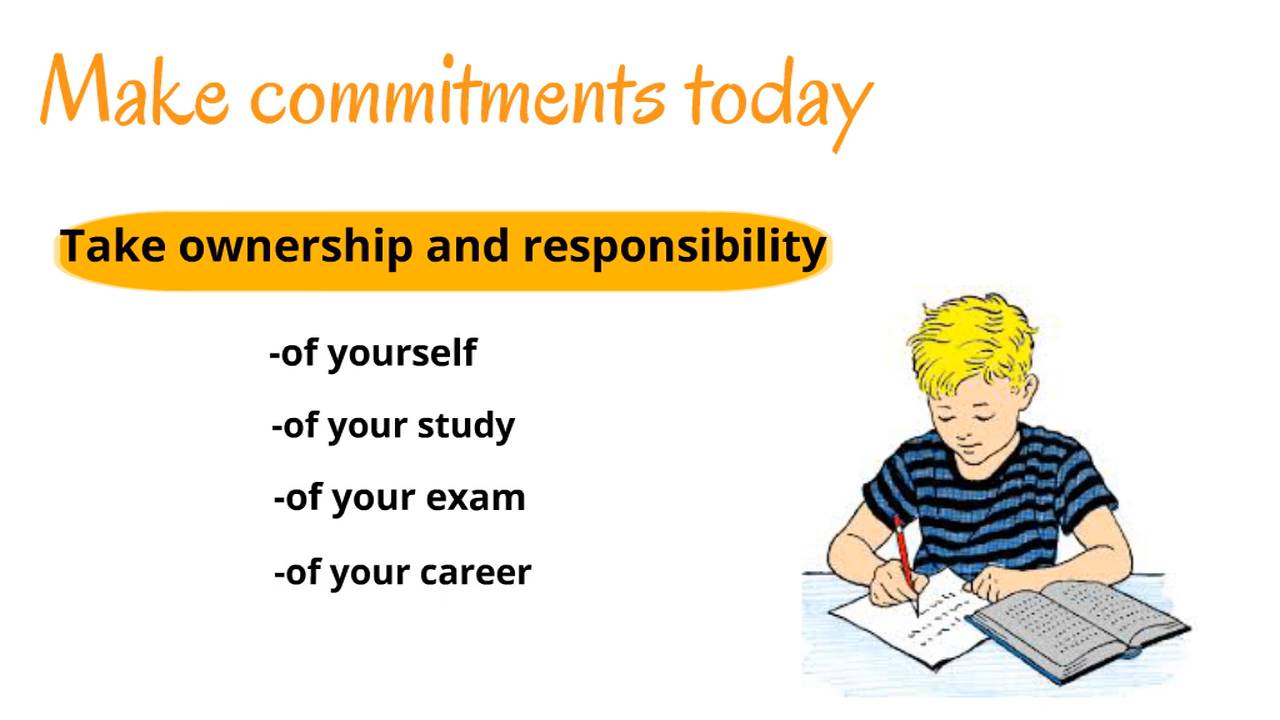 Make commitments today
Take ownership and responsibility
-of yourself
-of your study
-of your exam
-of your career